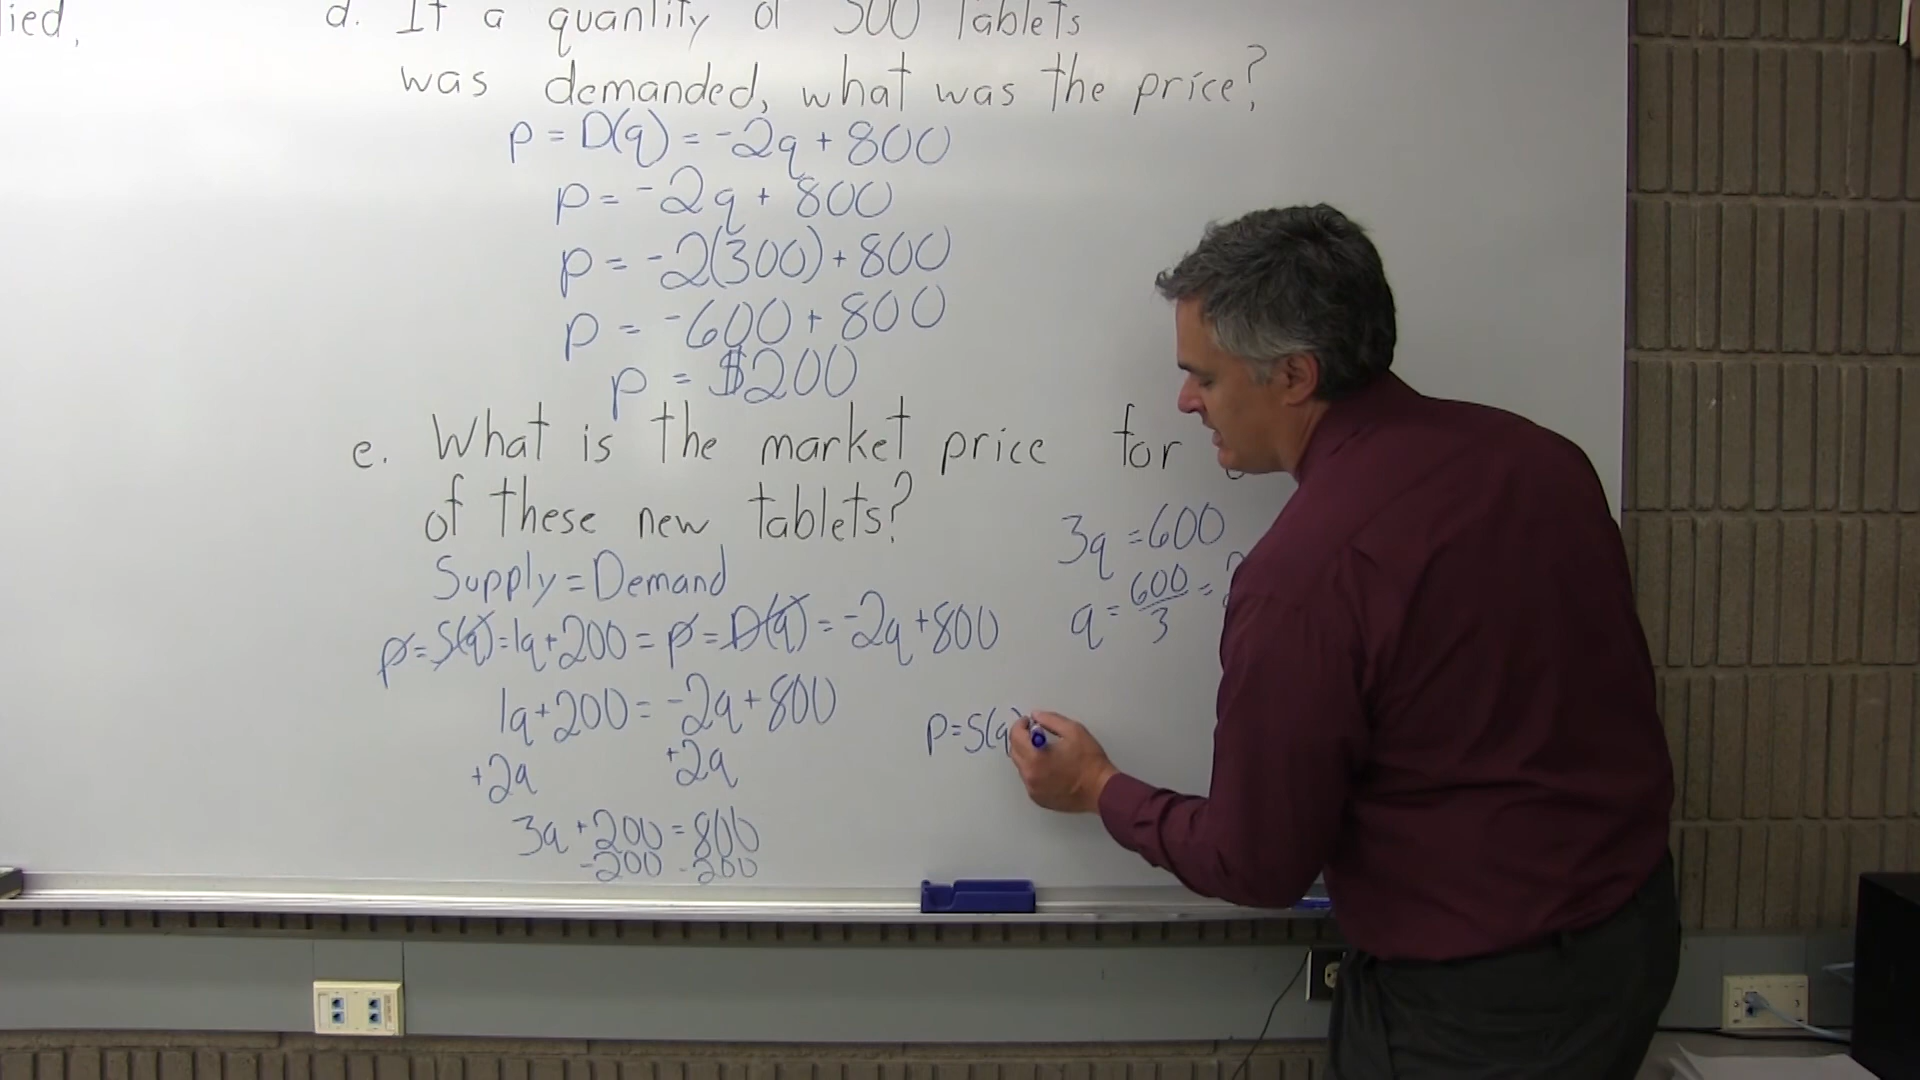 ied,
d. If a quantity of 300 Tablets
was demanded, what was the price?
p = D(q) = -2q + 800
p = -2q + 800
p = -2(300) + 800
p = -600 + 800
p = $200
e. What is the market price for
of these new tablets?
Supply = Demand
p = S(q) = 1q + 200 = p = D(q) = -2q + 800
1q + 200 = -2q + 800
+2q +2q
3q + 200 = 800
-200 -200
3q = 600
q = 600/3 =
p = S(q)